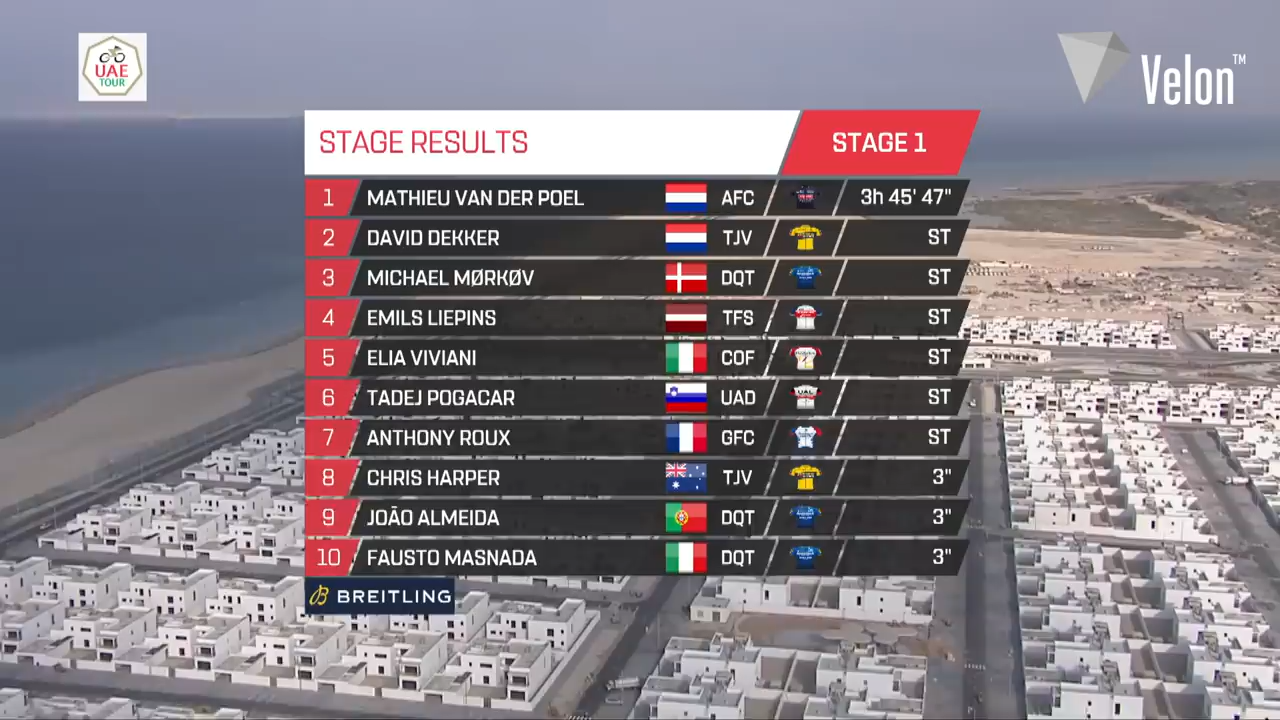 UAE
TOUR
Velon™
STAGE RESULTS STAGE 1
1 MATHIEU VAN DER POEL AFC 3h 45' 47"
2 DAVID DEKKER TJV ST
3 MICHAEL MØRKØV DQT ST
4 EMILS LIEPINS TFS ST
5 ELIA VIVIANI COF ST
6 TADEJ POGACAR UAD ST
7 ANTHONY ROUX GFC ST
8 CHRIS HARPER TJV 3"
9 JOÃO ALMEIDA DQT 3"
10 FAUSTO MASNADA DQT 3"
BREITLING